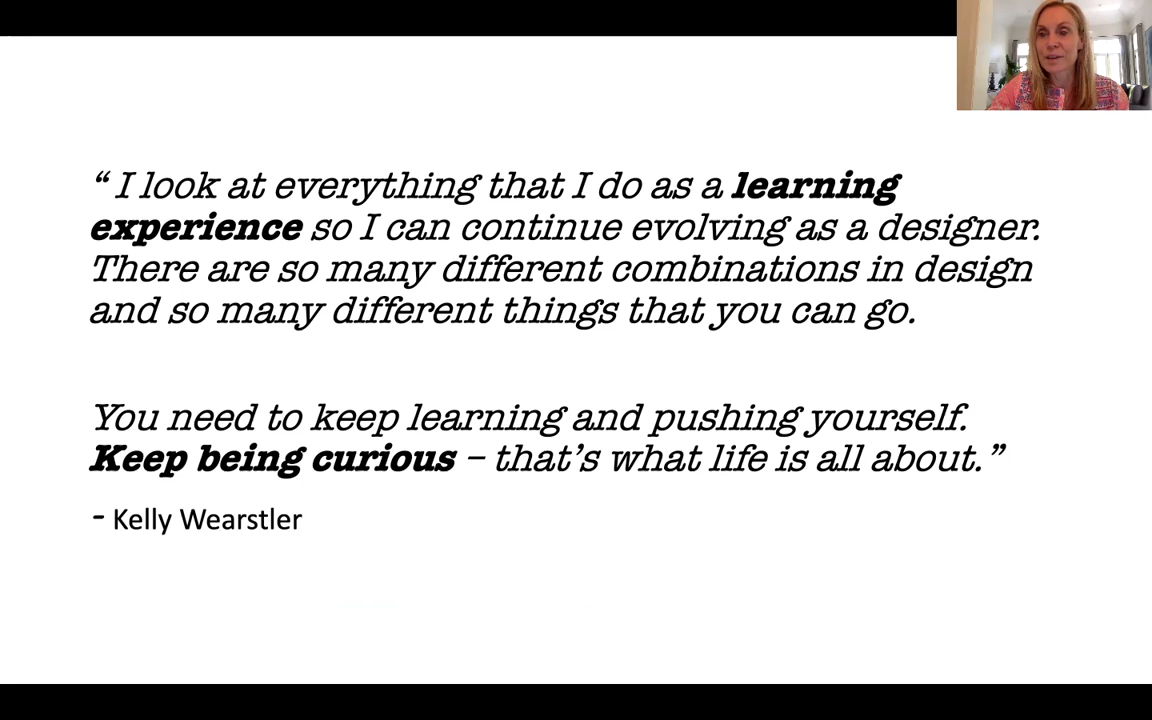 “ I look at everything that I do as a learning
experience so I can continue evolving as a designer.
There are so many different combinations in design
and so many different things that you can go.
You need to keep learning and pushing yourself.
Keep being curious – that’s what life is all about.”
- Kelly Wearstler